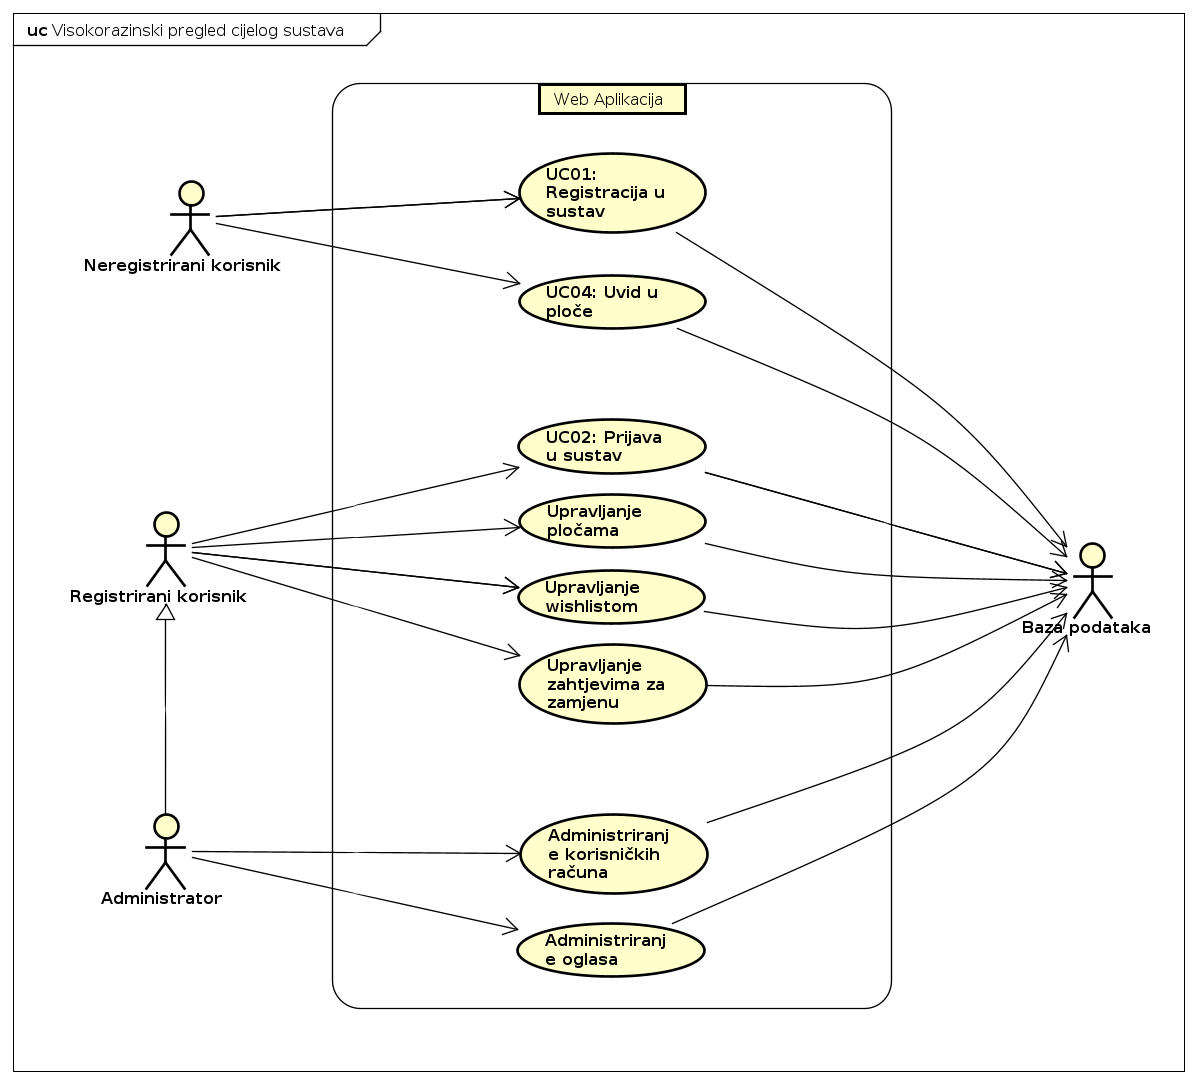 uc Visokorazinski pregled cijelog sustava
Web Aplikacija
UC01:
Registracija u
sustav
Neregistrirani korisnik
UC04: Uvid u
ploče
UC02: Prijava
u sustav
Upravljanje
pločama
Registrirani korisnik
Upravljanje
wishlistom
Baza podataka
Upravljanje
zahtjevima za
zamjenu
Administriranj
e korisničkih
računa
Administrator
Administriranj
e oglasa